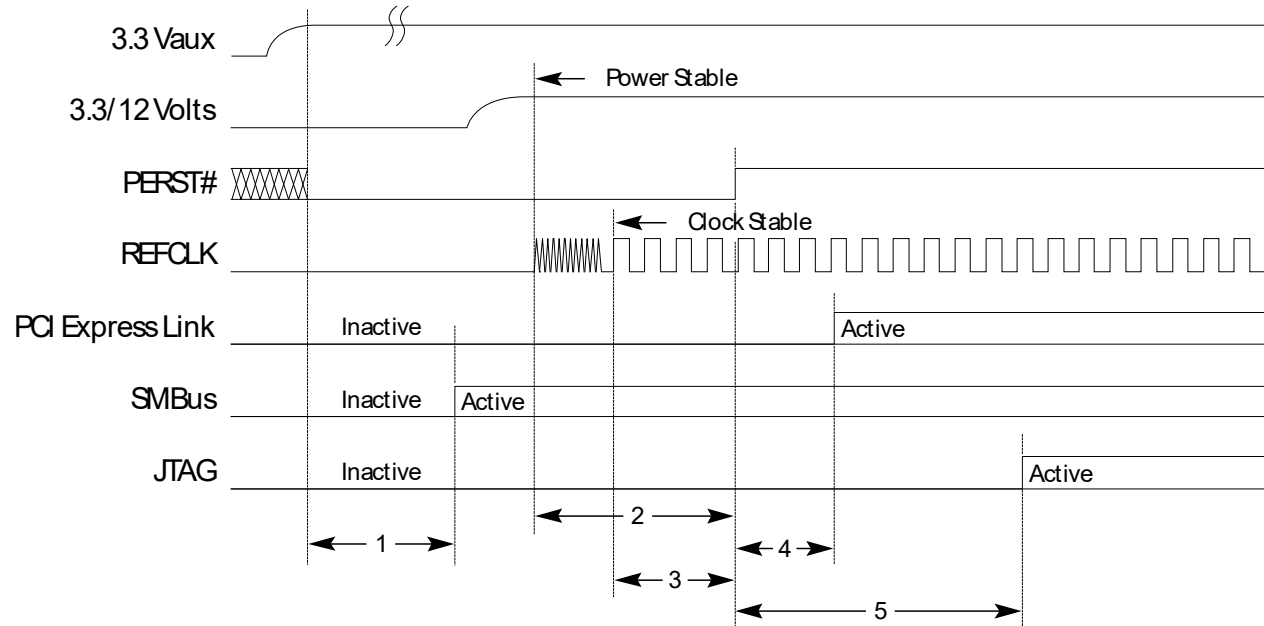 3.3 Vaux
Power Stable
3.3/12 Volts
PERST#
Clock Stable
REFCLK
PCI Express Link
Inactive
Active
SMBus
Inactive
Active
JTAG
Inactive
Active
2
1
4
3
5